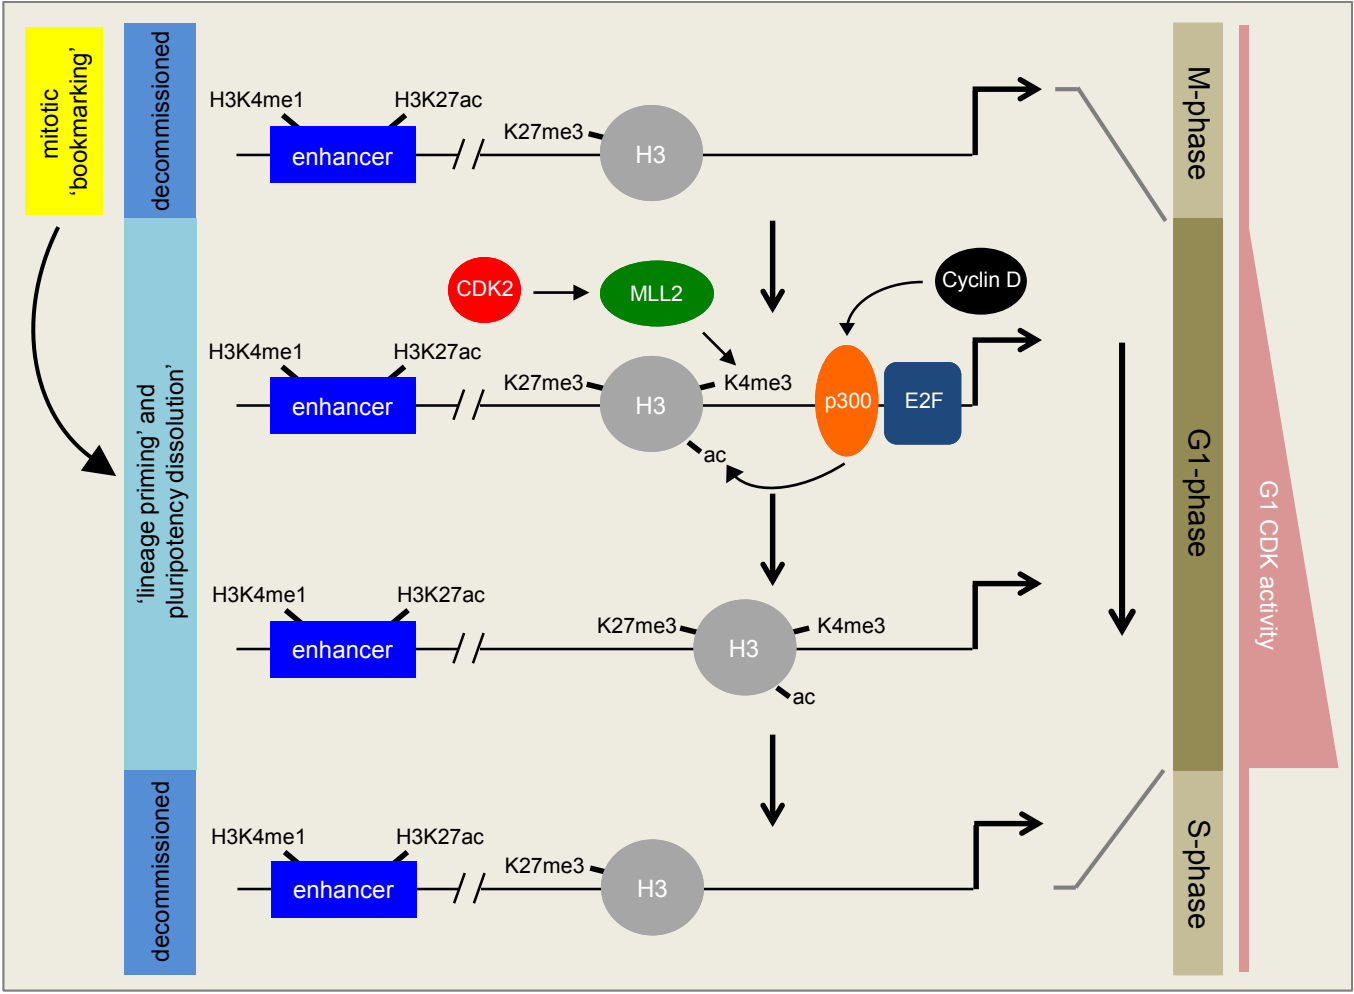 mitotic
‘bookmarking’
decommissioned
H3K4me1
H3K27ac
enhancer
K27me3
H3
M-phase
‘lineage priming’ and
pluripotency dissolution’
CDK2
MLL2
Cyclin D
H3K4me1
H3K27ac
enhancer
K27me3
H3
K4me3
ac
p300
E2F
G1-phase
G1 CDK activity
H3K4me1
H3K27ac
enhancer
K27me3
H3
K4me3
ac
decommissioned
H3K4me1
H3K27ac
enhancer
K27me3
H3
S-phase